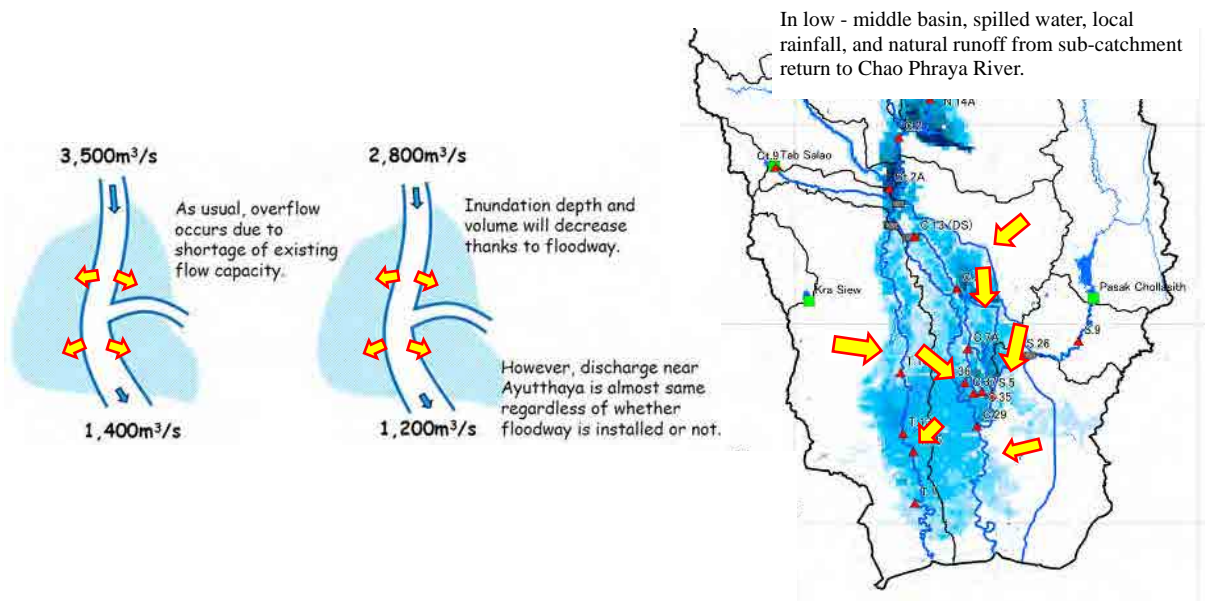 In low - middle basin, spilled water, local
rainfall, and natural runoff from sub-catchment
return to Chao Phraya River.
3,500m³/s
As usual, overflow
occurs due to
shortage of existing
flow capacity.
1,400m³/s
2,800m³/s
Inundation depth and
volume will decrease
thanks to floodway.
However, discharge near
Ayutthaya is almost same
regardless of whether
floodway is installed or not.
1,200m³/s
N.14A
Ct.9 Tab Salao
Ct.2A
C.13 (DS)
Kra Siew
Pasak Chollasith
S.9
C.7A
S.26
36
S.5
C.35
C.29